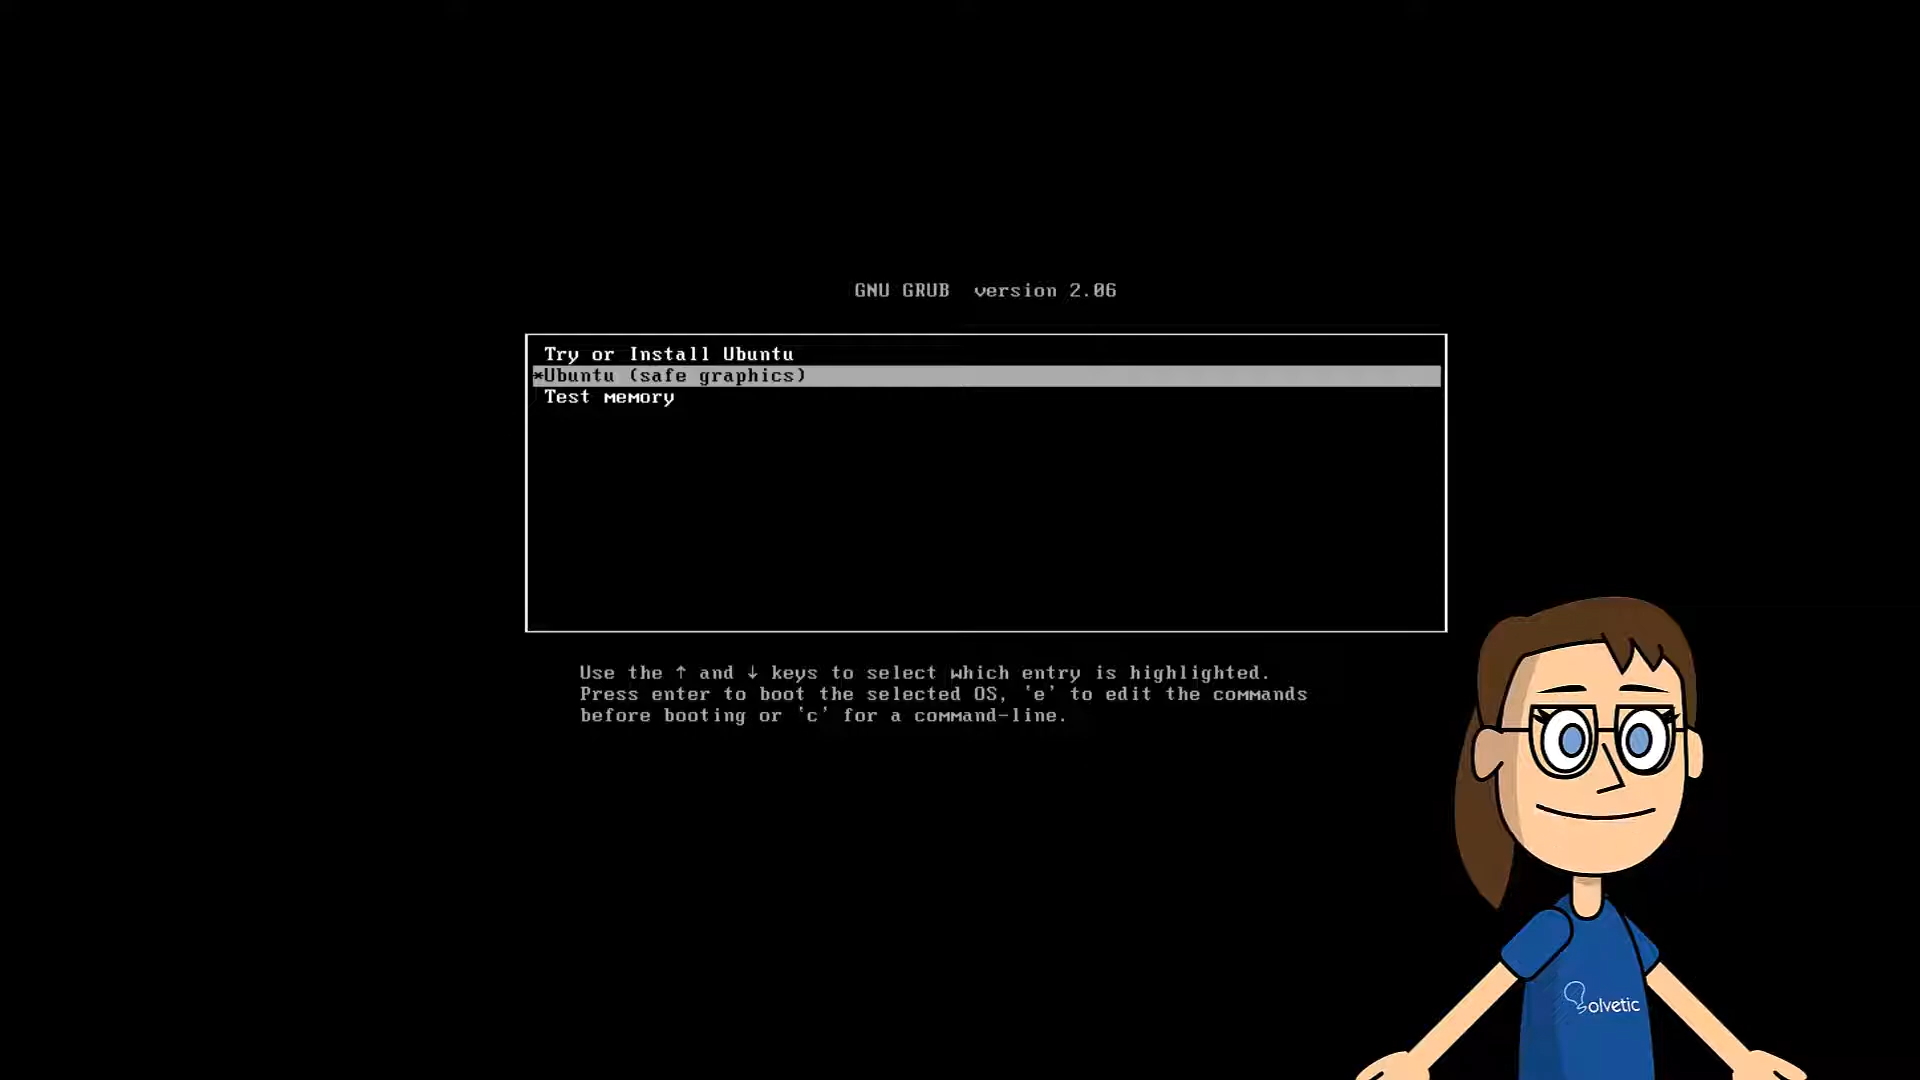 GNU GRUB  version 2.06
Try or Install Ubuntu
*Ubuntu (safe graphics)
Test memory
Use the ↑ and ↓ keys to select which entry is highlighted.
Press enter to boot the selected OS, `e' to edit the commands
before booting or `c' for a command-line.
Solvetic